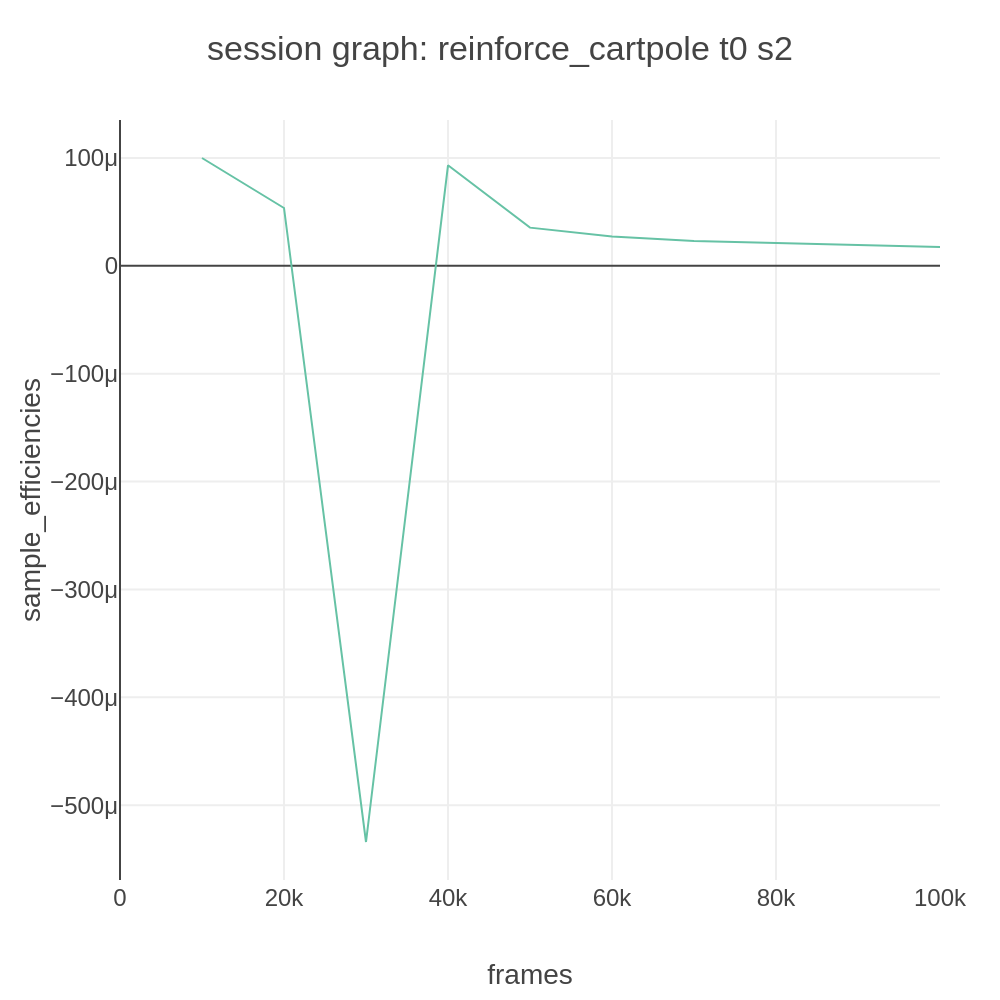 session graph: reinforce_cartpole t0 s2
100μ
0
−100μ
−200μ
−300μ
−400μ
−500μ
sample_efficiencies
0
20k
40k
60k
80k
100k
frames